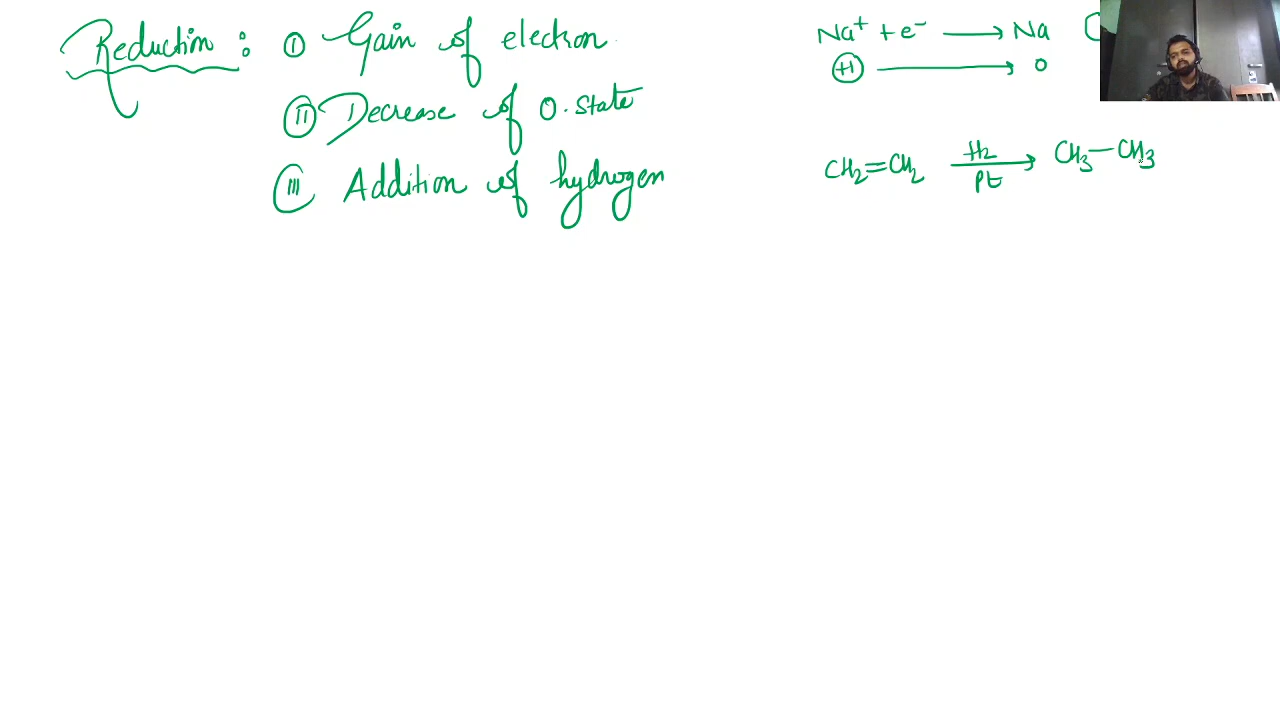 Reduction : ① Gain of electron.
Ⓘⓘ Decrease of O.state
ⓘⓘⓘ Addition of hydrogen
Na⁺ + e⁻ ⟶ Na
(+1) ⟶ 0
CH₂=CH₂ —H₂/Pt→ CH₃—CH₃